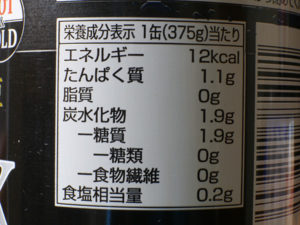 栄養成分表示 1缶(375g)当たり
エネルギー 12kcal
たんぱく質 1.1g
脂質 0g
炭水化物 1.9g
ー糖質 1.9g
ー糖類 0g
ー食物繊維 0g
食塩相当量 0.2g